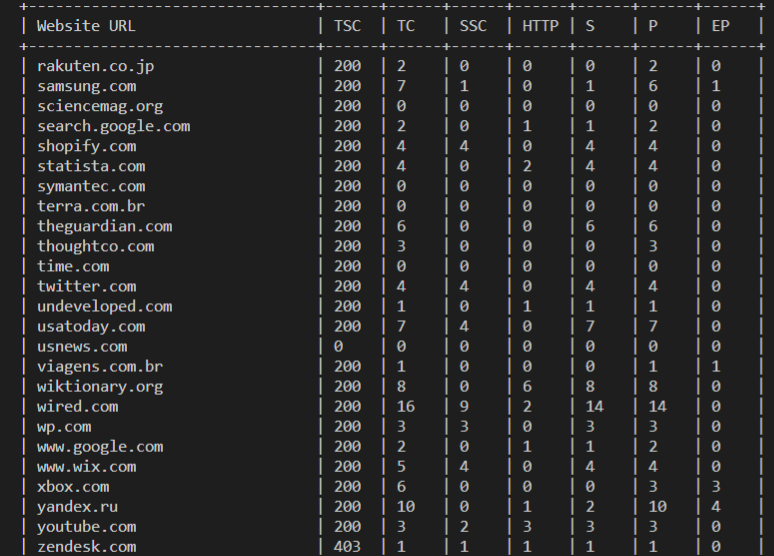 | Website URL | TSC | TC | SSC | HTTP | S | P | EP |
| rakuten.co.jp | 200 | 2 | 0 | 0 | 0 | 2 | 0 |
| samsung.com | 200 | 7 | 1 | 0 | 1 | 6 | 1 |
| sciencemag.org | 200 | 0 | 0 | 0 | 0 | 0 | 0 |
| search.google.com | 200 | 2 | 0 | 1 | 1 | 2 | 0 |
| shopify.com | 200 | 4 | 4 | 0 | 4 | 4 | 0 |
| statista.com | 200 | 4 | 0 | 2 | 4 | 4 | 0 |
| symantec.com | 200 | 0 | 0 | 0 | 0 | 0 | 0 |
| terra.com.br | 200 | 0 | 0 | 0 | 0 | 0 | 0 |
| theguardian.com | 200 | 6 | 0 | 0 | 6 | 6 | 0 |
| thoughtco.com | 200 | 3 | 0 | 0 | 0 | 3 | 0 |
| time.com | 200 | 0 | 0 | 0 | 0 | 0 | 0 |
| twitter.com | 200 | 4 | 4 | 0 | 4 | 4 | 0 |
| undeveloped.com | 200 | 1 | 0 | 1 | 1 | 1 | 0 |
| usatoday.com | 200 | 7 | 4 | 0 | 7 | 7 | 0 |
| usnews.com | 0 | 0 | 0 | 0 | 0 | 0 | 0 |
| viagens.com.br | 200 | 1 | 0 | 0 | 0 | 1 | 1 |
| wiktionary.org | 200 | 8 | 0 | 6 | 8 | 8 | 0 |
| wired.com | 200 | 16 | 9 | 2 | 14 | 14 | 0 |
| wp.com | 200 | 3 | 3 | 0 | 3 | 3 | 0 |
| www.google.com | 200 | 2 | 0 | 1 | 1 | 2 | 0 |
| www.wix.com | 200 | 5 | 4 | 0 | 4 | 4 | 0 |
| xbox.com | 200 | 6 | 0 | 0 | 0 | 3 | 3 |
| yandex.ru | 200 | 10 | 0 | 1 | 2 | 10 | 4 |
| youtube.com | 200 | 3 | 2 | 3 | 3 | 3 | 0 |
| zendesk.com | 403 | 1 | 1 | 1 | 1 | 1 | 0 |